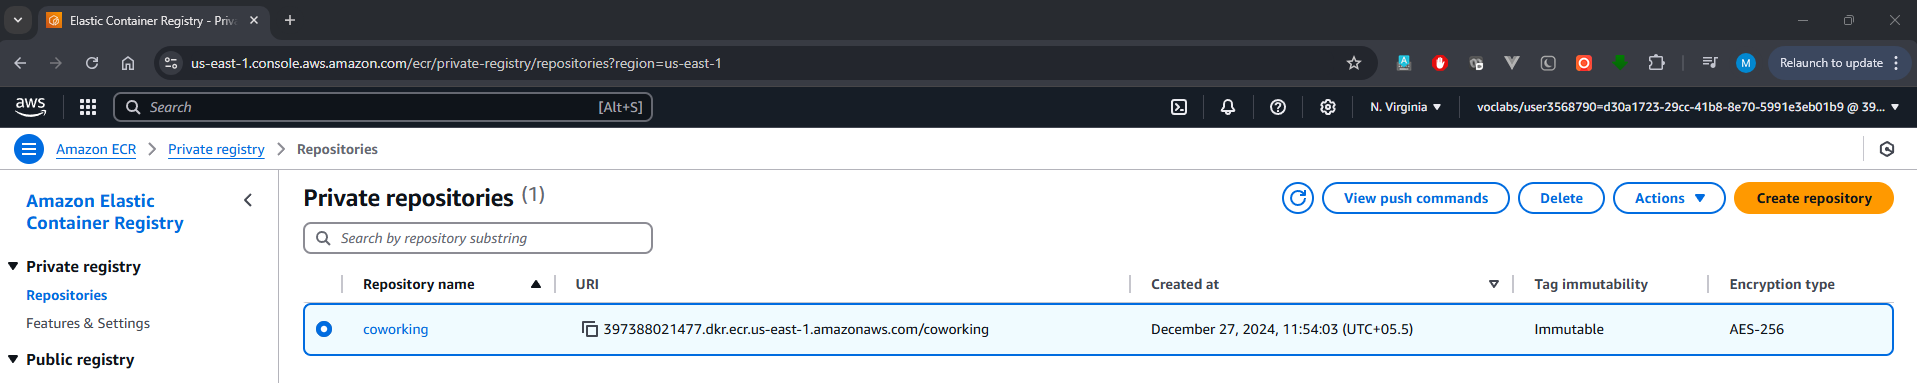 Elastic Container Registry - Priv
us-east-1.console.aws.amazon.com/ecr/private-registry/repositories?region=us-east-1
M
Relaunch to update
aws
Search
[Alt+S]
N. Virginia
voclabs/user3568790=d30a1723-29cc-41b8-8e70-5991e3eb01b9 @ 39...
Amazon ECR
Private registry
Repositories
Amazon Elastic
Container Registry
Private registry
Repositories
Features & Settings
Public registry
Private repositories (1)
View push commands
Delete
Actions
Create repository
Search by repository substring
Repository name
URI
Created at
Tag immutability
Encryption type
coworking
397388021477.dkr.ecr.us-east-1.amazonaws.com/coworking
December 27, 2024, 11:54:03 (UTC+05.5)
Immutable
AES-256